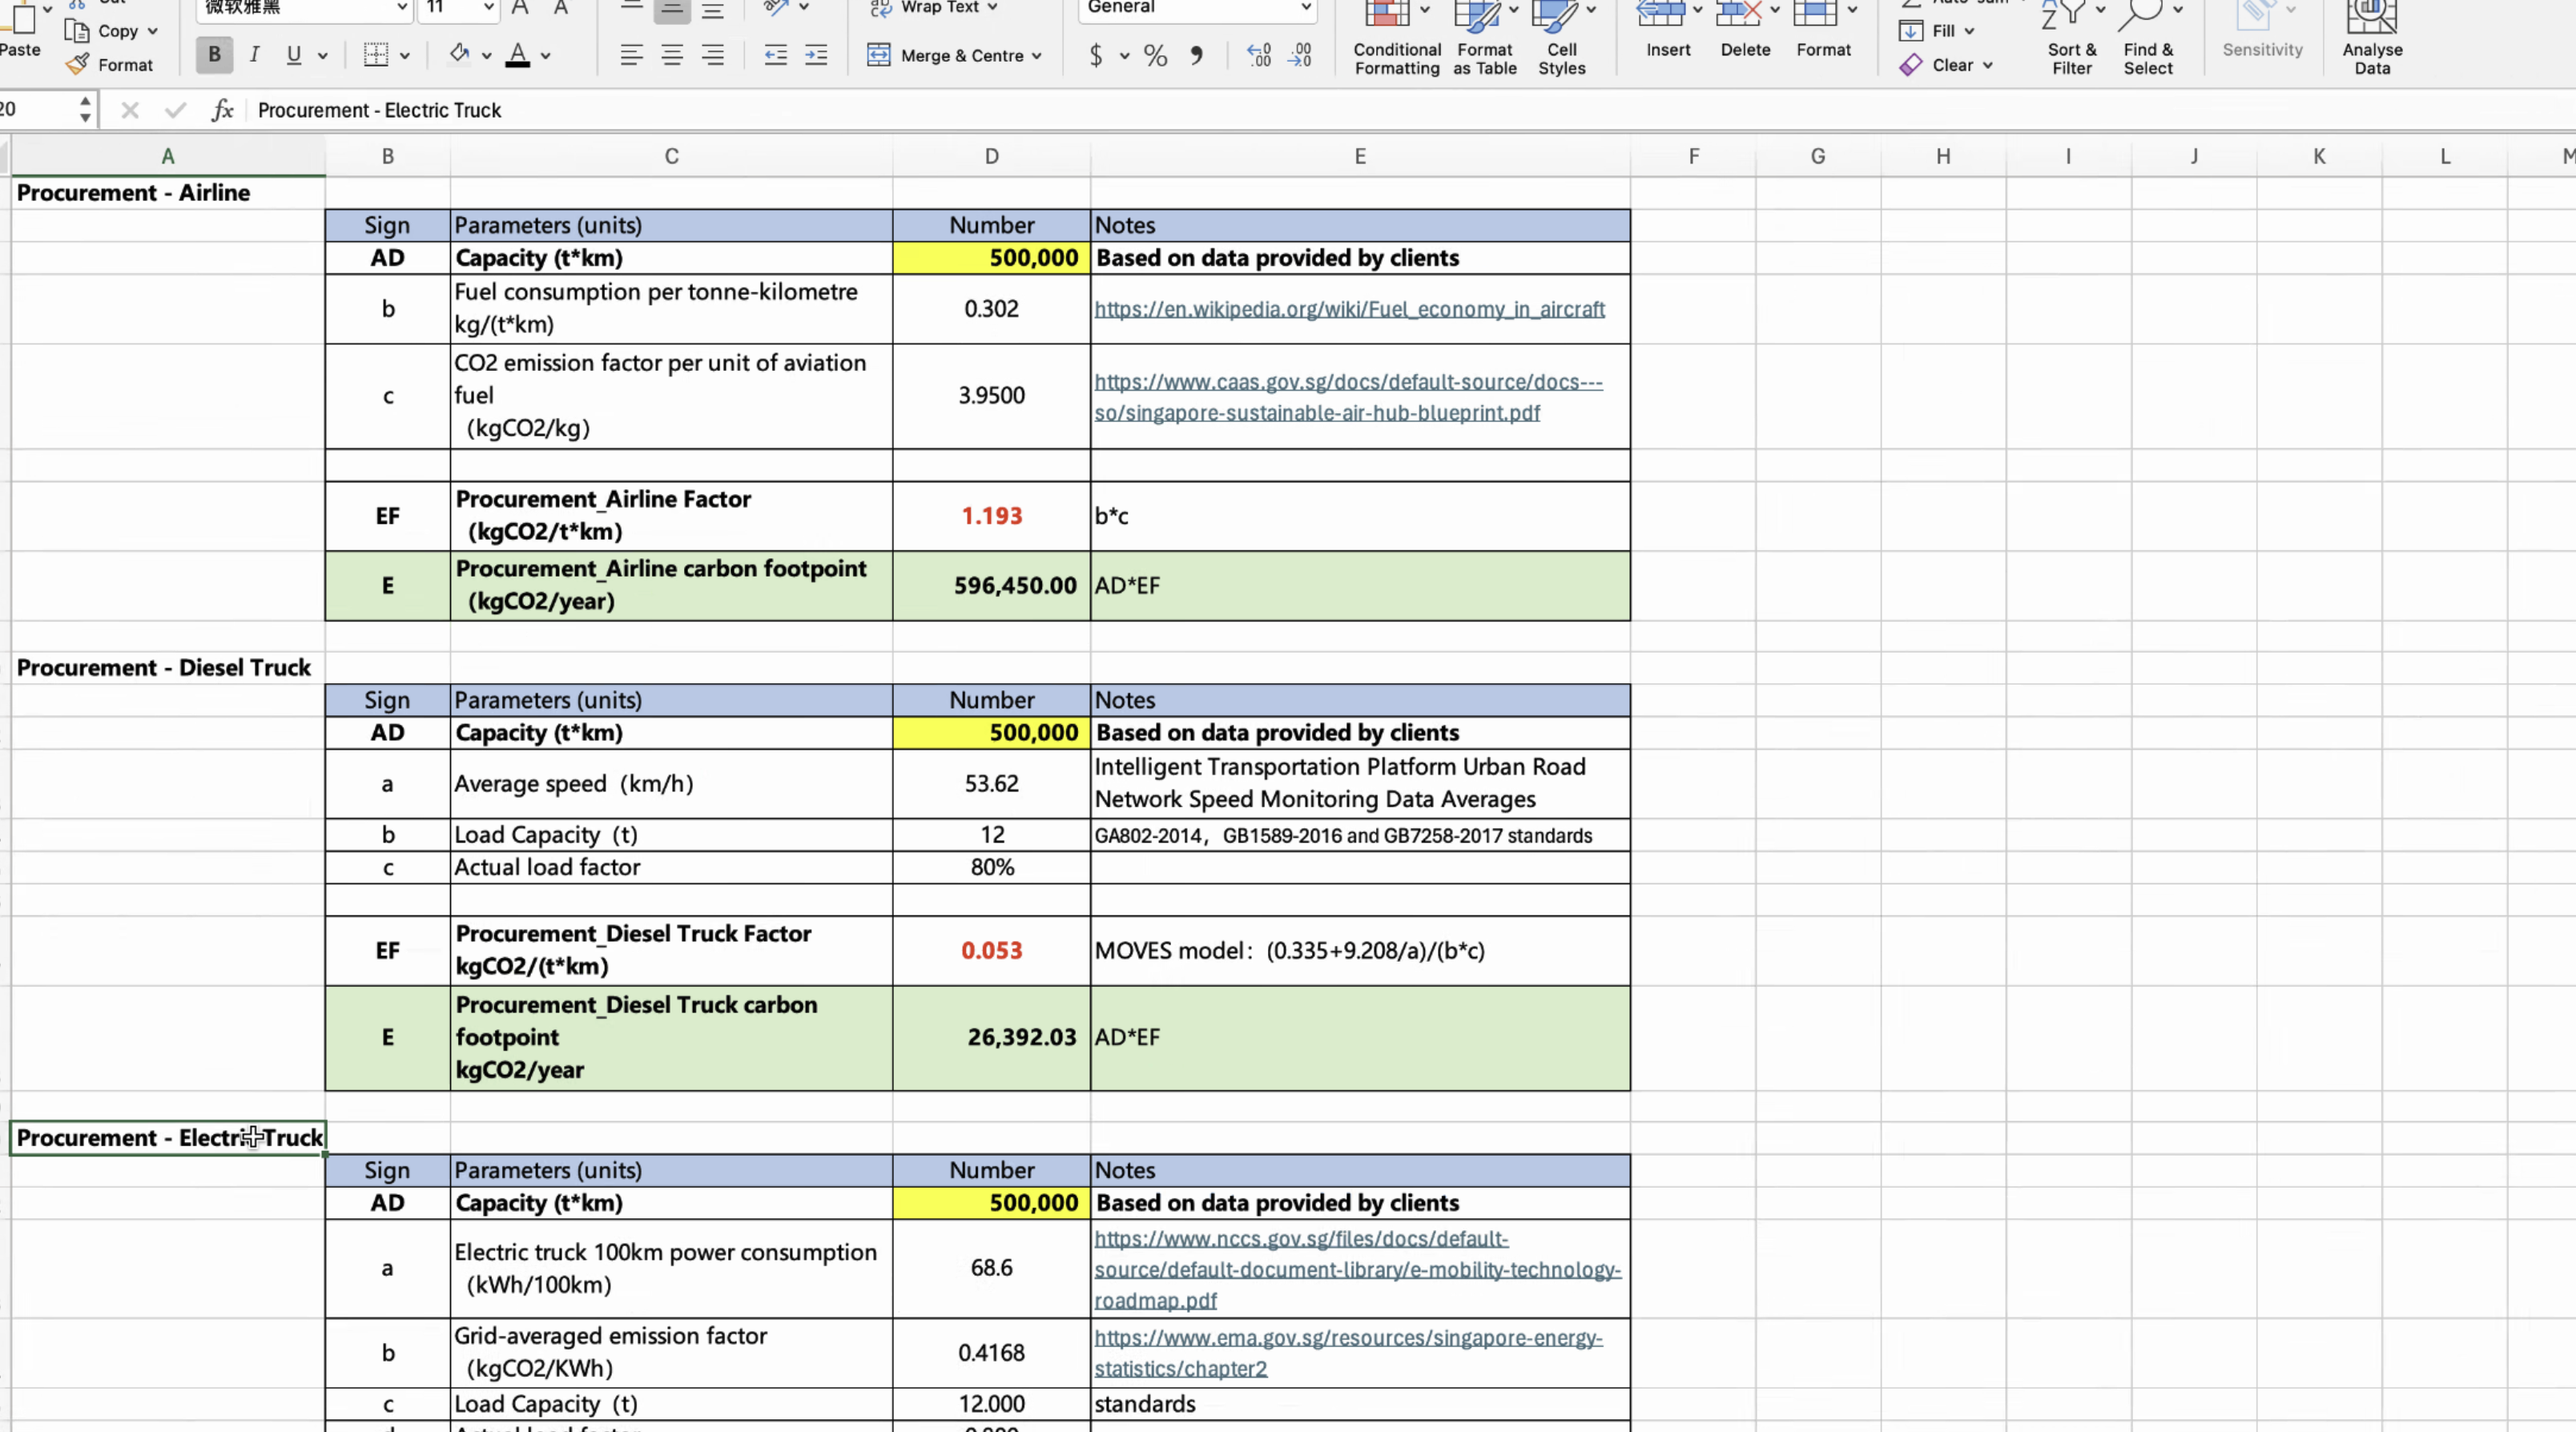 微软雅黑
11
A
A
Wrap Text
General
Paste
Copy
Format
B
I
U
A
Merge & Centre
$
%
Conditional
Formatting
Format
as Table
Cell
Styles
Insert
Delete
Format
Fill
Clear
Sort &
Filter
Find &
Select
Sensitivity
Analyse
Data
20
fx
Procurement - Electric Truck
A B C D E F G H I J K L M
Procurement - Airline
Sign Parameters (units) Number Notes
AD Capacity (t*km) 500,000 Based on data provided by clients
b
Fuel consumption per tonne-kilometre
kg/(t*km)
0.302
https://en.wikipedia.org/wiki/Fuel_economy_in_aircraft
c
CO2 emission factor per unit of aviation
fuel
(kgCO2/kg)
3.9500
https://www.caas.gov.sg/docs/default-source/docs---
so/singapore-sustainable-air-hub-blueprint.pdf
EF
Procurement_Airline Factor
(kgCO2/t*km)
1.193
b*c
E
Procurement_Airline carbon footpoint
(kgCO2/year)
596,450.00
AD*EF
Procurement - Diesel Truck
Sign Parameters (units) Number Notes
AD Capacity (t*km) 500,000 Based on data provided by clients
a
Average speed（km/h）
53.62
Intelligent Transportation Platform Urban Road
Network Speed Monitoring Data Averages
b Load Capacity（t） 12 GA802-2014，GB1589-2016 and GB7258-2017 standards
c Actual load factor 80%
EF
Procurement_Diesel Truck Factor
kgCO2/(t*km)
0.053
MOVES model：(0.335+9.208/a)/(b*c)
E
Procurement_Diesel Truck carbon
footpoint
kgCO2/year
26,392.03
AD*EF
Procurement - Electric Truck
Sign Parameters (units) Number Notes
AD Capacity (t*km) 500,000 Based on data provided by clients
a
Electric truck 100km power consumption
（kWh/100km）
68.6
https://www.nccs.gov.sg/files/docs/default-
source/default-document-library/e-mobility-technology-
roadmap.pdf
b
Grid-averaged emission factor
（kgCO2/KWh）
0.4168
https://www.ema.gov.sg/resources/singapore-energy-
statistics/chapter2
c Load Capacity（t） 12.000 standards